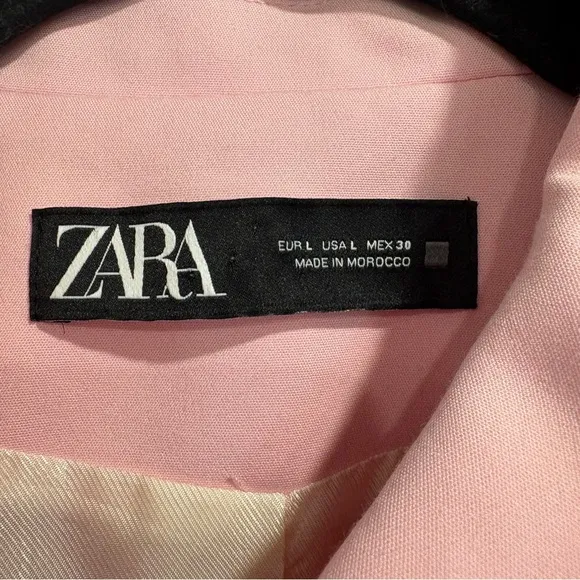 ZARA
EUR L USA L MEX 30
MADE IN MOROCCO